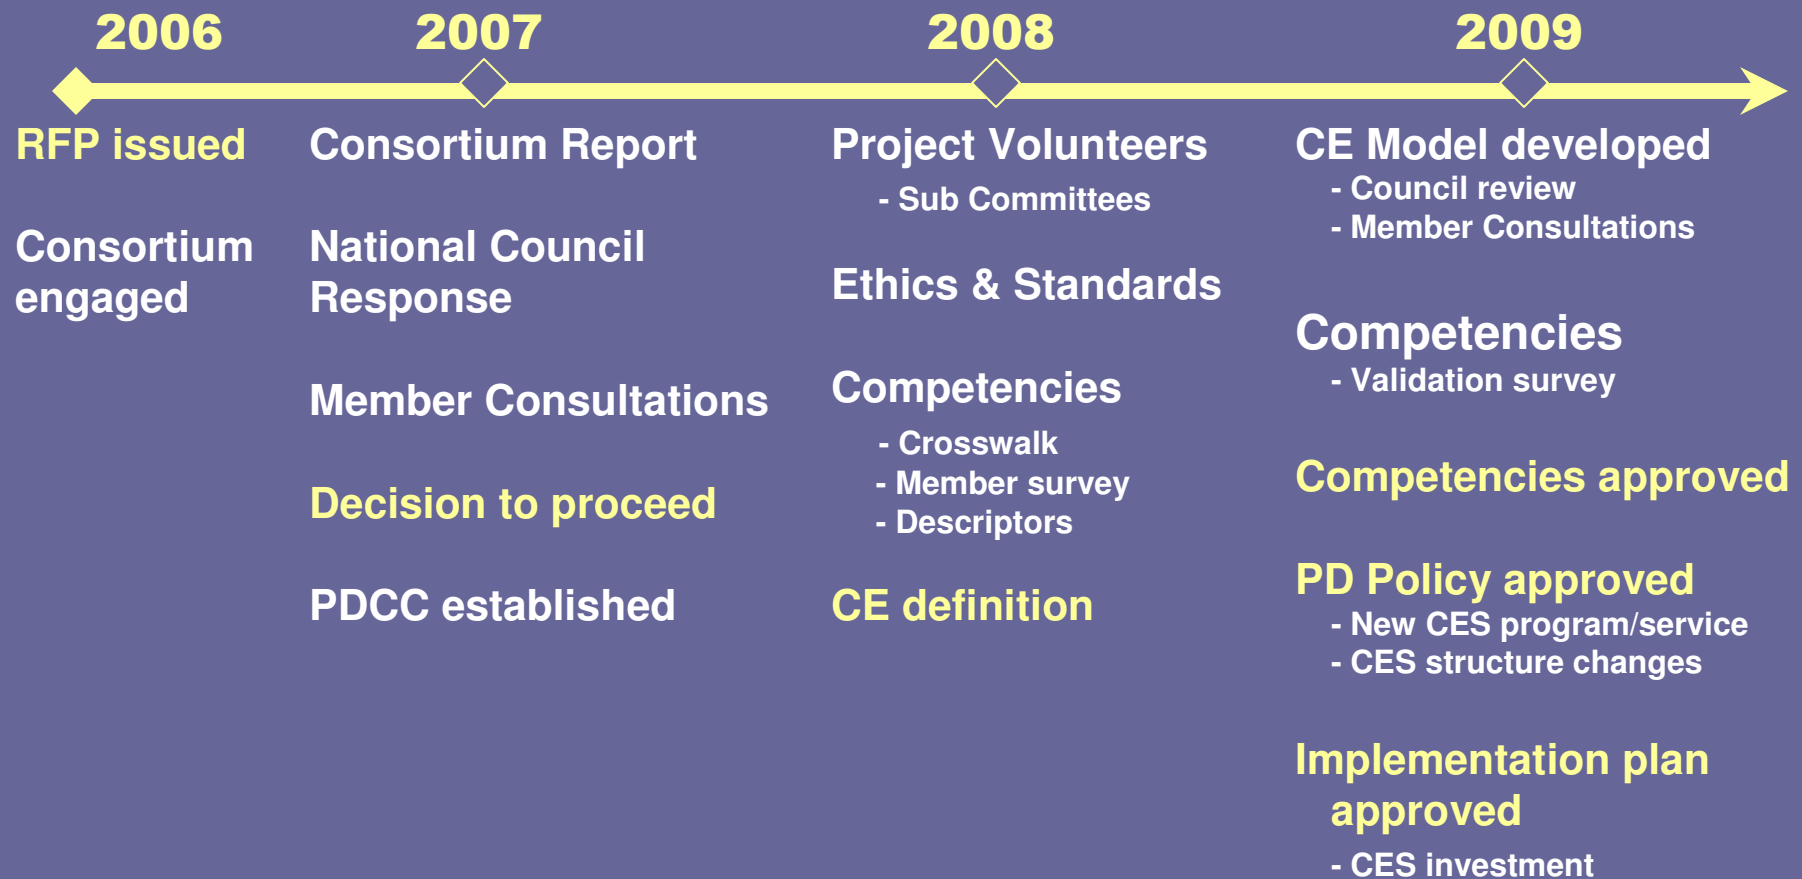 2006
2007
2008
2009
RFP issued
Consortium
engaged
Consortium Report
National Council
Response
Member Consultations
Decision to proceed
PDCC established
Project Volunteers
- Sub Committees
Ethics & Standards
Competencies
- Crosswalk
- Member survey
- Descriptors
CE definition
CE Model developed
- Council review
- Member Consultations
Competencies
- Validation survey
Competencies approved
PD Policy approved
- New CES program/service
- CES structure changes
Implementation plan
approved
- CES investment